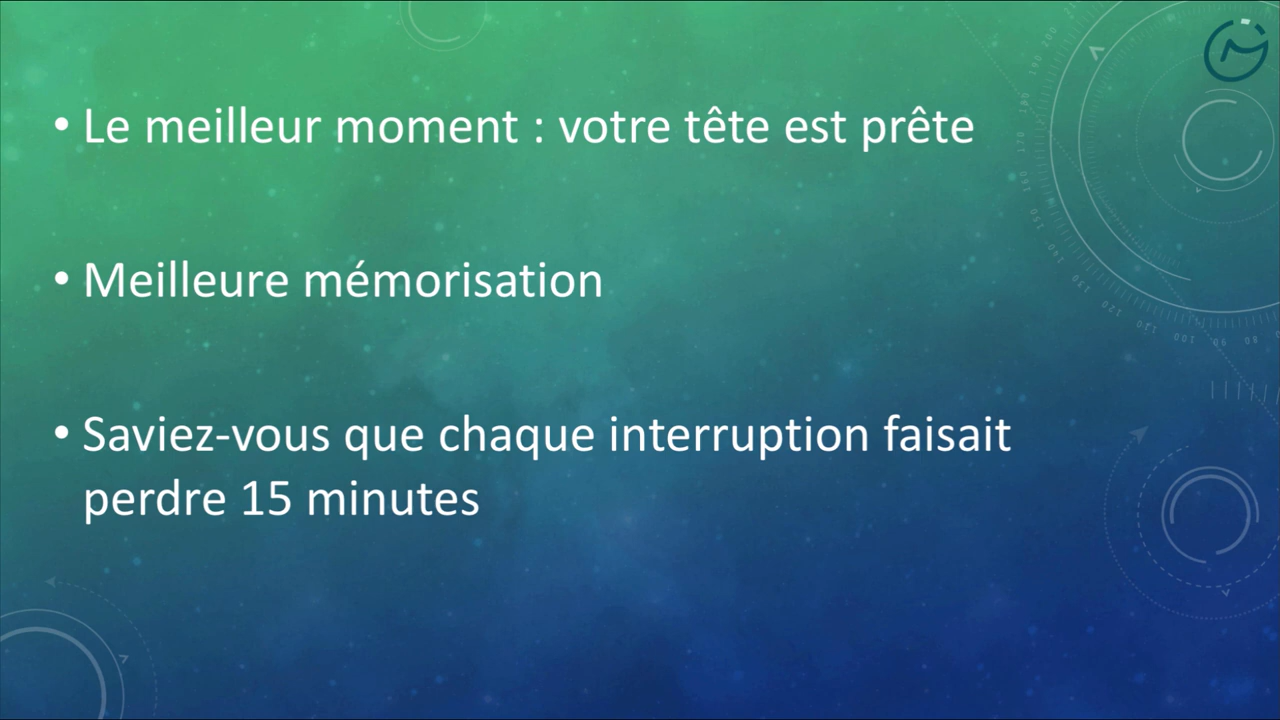 • Le meilleur moment : votre tête est prête
• Meilleure mémorisation
• Saviez-vous que chaque interruption faisait
perdre 15 minutes